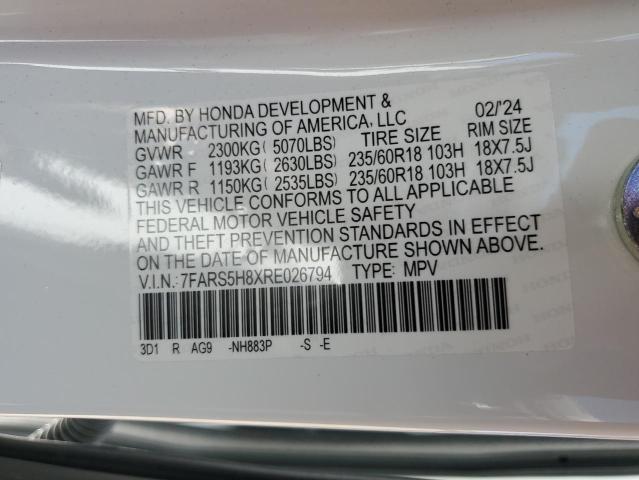 MFD. BY HONDA DEVELOPMENT &
MANUFACTURING OF AMERICA, LLC 02/'24
GVWR 2300KG( 5070LBS) TIRE SIZE RIM SIZE
GAWR F 1193KG( 2630LBS) 235/60R18 103H 18X7.5J
GAWR R 1150KG( 2535LBS) 235/60R18 103H 18X7.5J
THIS VEHICLE CONFORMS TO ALL APPLICABLE
FEDERAL MOTOR VEHICLE SAFETY
AND THEFT PREVENTION STANDARDS IN EFFECT
ON THE DATE OF MANUFACTURE SHOWN ABOVE.
V.I.N.: 7FARS5H8XRE026794 TYPE: MPV
3D1 R AG9 -NH883P -S -E